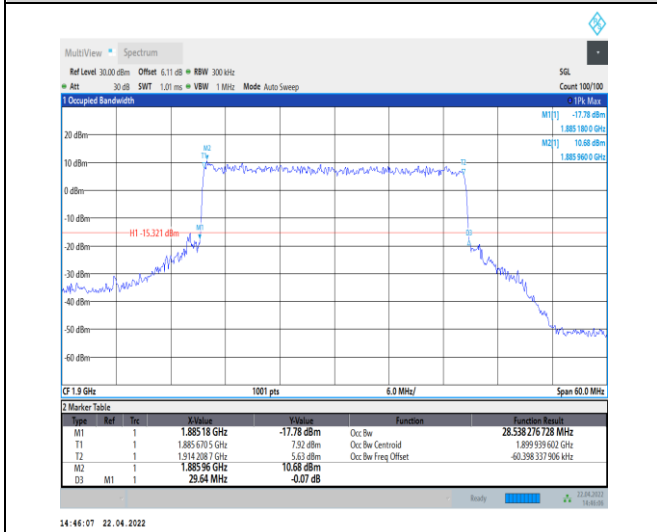 MultiView Spectrum
Ref Level 30.00 dBm Offset 6.11 dB RBW 300 kHz SGL
Att 30 dB SWT 1.01 ms VBW 1 MHz Mode Auto Sweep Count 100/100
1 Occupied Bandwidth 1Pk Max
M1[1] -17.78 dBm
1.885 180 0 GHz
M2[1] 10.68 dBm
1.885 960 0 GHz
20 dBm
M2
T1
T2
10 dBm
0 dBm
-10 dBm
M1
D3
H1 -15.321 dBm
-20 dBm
-30 dBm
-40 dBm
-50 dBm
-60 dBm
CF 1.9 GHz 1001 pts 6.0 MHz/ Span 60.0 MHz
2 Marker Table
Type Ref Trc X-Value Y-Value Function Function Result
M1 1 1.885 18 GHz -17.78 dBm Occ Bw 28.538 276 728 MHz
T1 1 1.885 670 5 GHz 7.92 dBm Occ Bw Centroid 1.899 939 602 GHz
T2 1 1.914 208 7 GHz 5.63 dBm Occ Bw Freq Offset -60.398 337 906 kHz
M2 1 1.885 96 GHz 10.68 dBm
D3 M1 1 29.64 MHz -0.07 dB
Ready 22.04.2022
14:46:06
14:46:07 22.04.2022